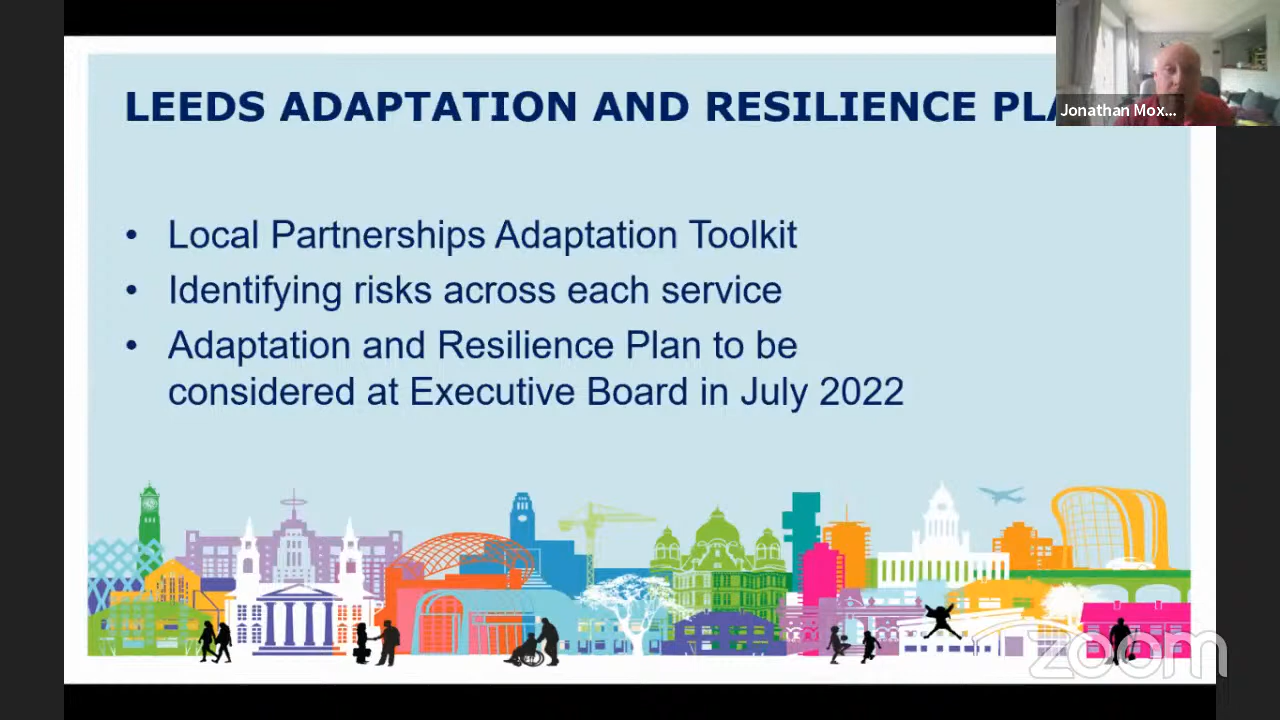 LEEDS ADAPTATION AND RESILIENCE PLA
Jonathan Mox...
• Local Partnerships Adaptation Toolkit
• Identifying risks across each service
• Adaptation and Resilience Plan to be
considered at Executive Board in July 2022
zoom